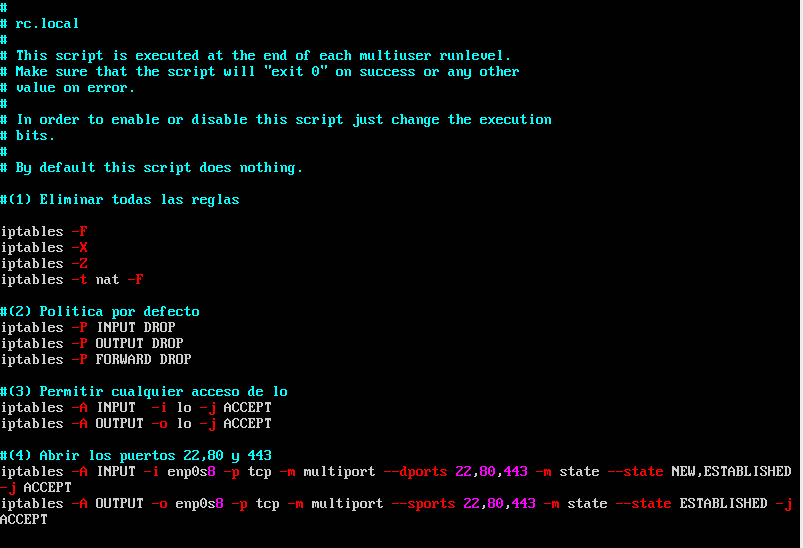 #
# rc.local
#
# This script is executed at the end of each multiuser runlevel.
# Make sure that the script will "exit 0" on success or any other
# value on error.
#
# In order to enable or disable this script just change the execution
# bits.
#
# By default this script does nothing.
#(1) Eliminar todas las reglas
iptables -F
iptables -X
iptables -Z
iptables -t nat -F
#(2) Politica por defecto
iptables -P INPUT DROP
iptables -P OUTPUT DROP
iptables -P FORWARD DROP
#(3) Permitir cualquier acceso de lo
iptables -A INPUT  -i lo -j ACCEPT
iptables -A OUTPUT -o lo -j ACCEPT
#(4) Abrir los puertos 22,80 y 443
iptables -A INPUT -i enp0s8 -p tcp -m multiport --dports 22,80,443 -m state --state NEW,ESTABLISHED
-j ACCEPT
iptables -A OUTPUT -o enp0s8 -p tcp -m multiport --sports 22,80,443 -m state --state ESTABLISHED -j
ACCEPT